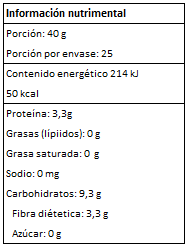 Información nutrimental
Porción: 40 g
Porción por envase: 25
Contenido energético 214 kJ
50 kcal
Proteína: 3,3g
Grasas (lípiidos): 0 g
Grasa saturada: 0 g
Sodio: 0 mg
Carbohidratos: 9,3 g
Fibra diétetica: 3,3 g
Azúcar: 0 g